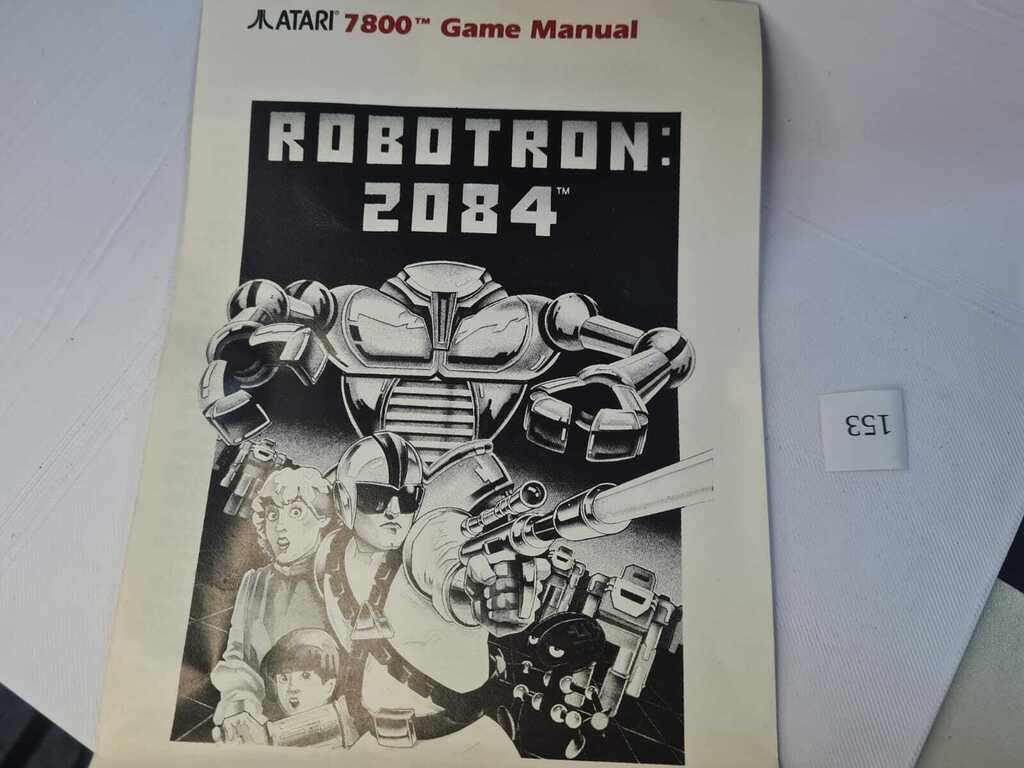 ATARI® 7800™ Game Manual
ROBOTRON:
2084™
153